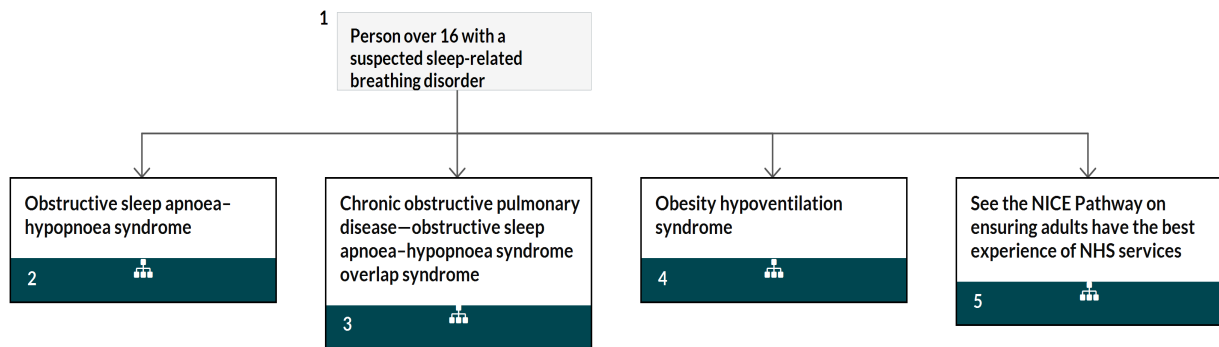 1
Person over 16 with a
suspected sleep-related
breathing disorder
Obstructive sleep apnoea–
hypopnoea syndrome
2
Chronic obstructive pulmonary
disease—obstructive sleep
apnoea–hypopnoea syndrome
overlap syndrome
3
Obesity hypoventilation
syndrome
4
See the NICE Pathway on
ensuring adults have the best
experience of NHS services
5